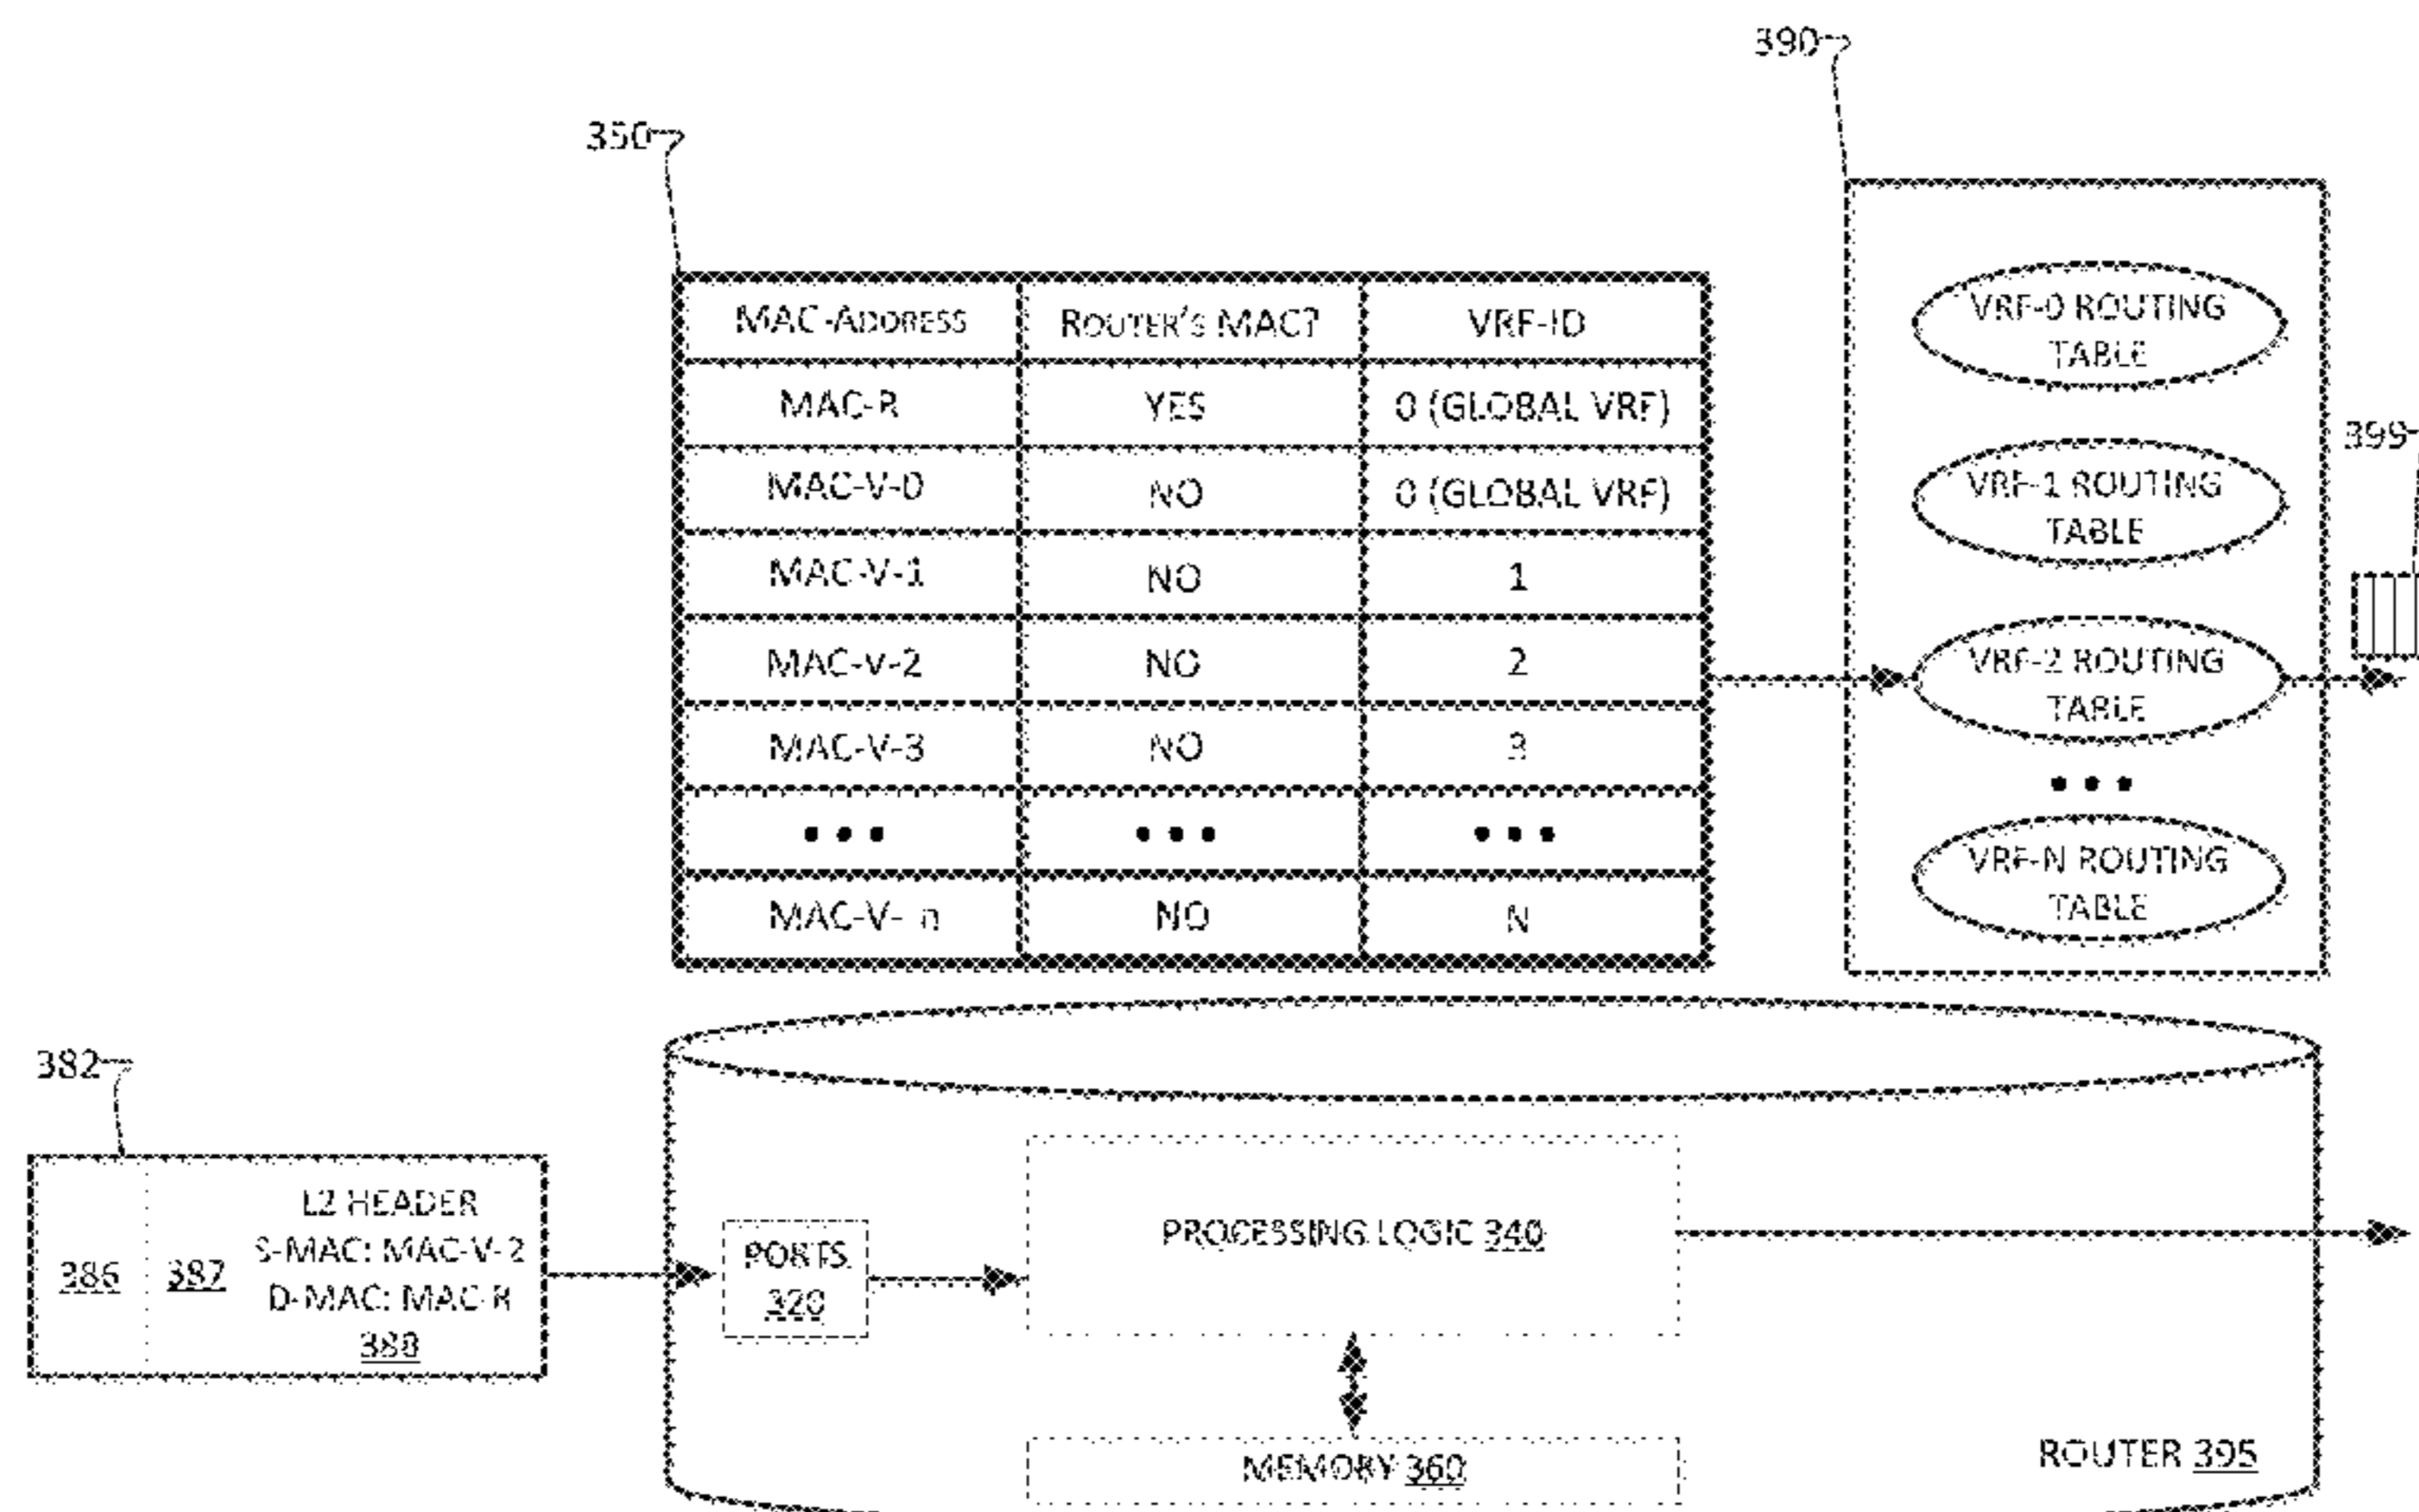 390
350
MAC-ADDRESS ROUTER'S MAC? VRF-ID
MAC-R YES 0 (GLOBAL VRF)
MAC-V-0 NO 0 (GLOBAL VRF)
MAC-V-1 NO 1
MAC-V-2 NO 2
MAC-V-3 NO 3
••• ••• •••
MAC-V- n NO N
VRF-0 ROUTING
TABLE
VRF-1 ROUTING
TABLE
VRF-2 ROUTING
TABLE
•••
VRF-N ROUTING
TABLE
399
382
386
387
L2 HEADER
S-MAC: MAC-V-2
D-MAC: MAC-R
388
PORTS
320
PROCESSING LOGIC 340
MEMORY 360
ROUTER 395